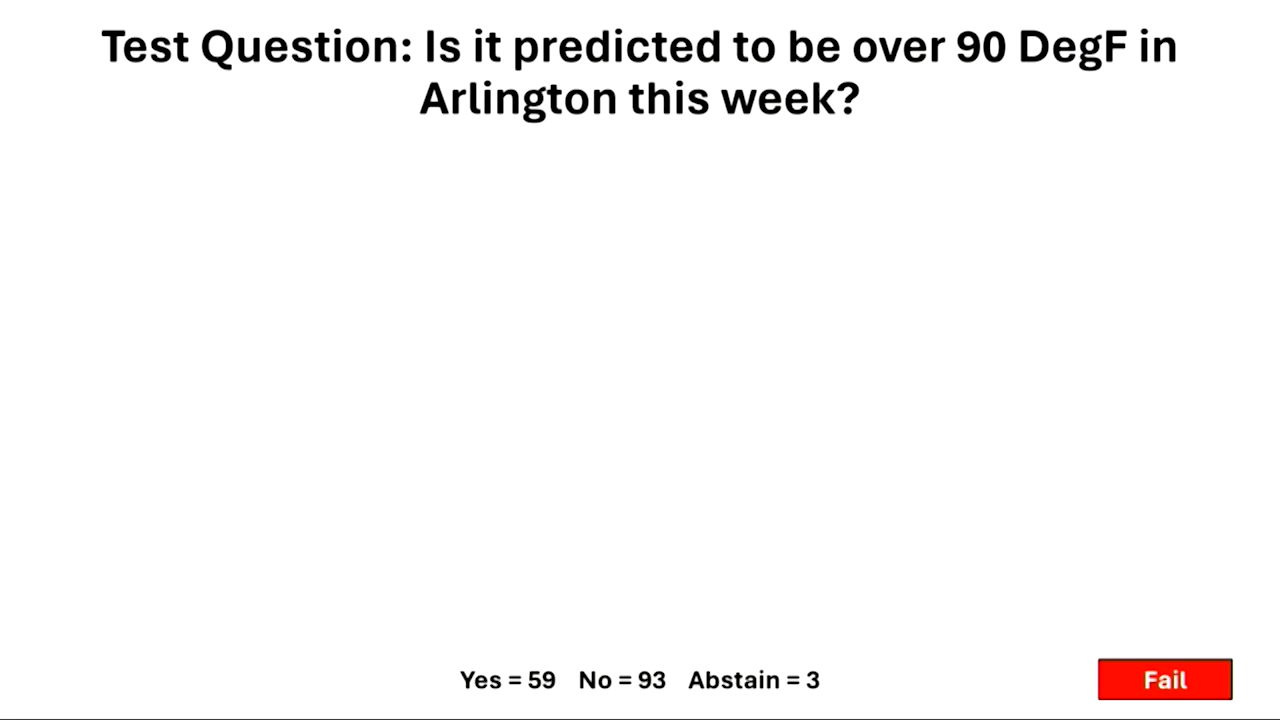 Test Question: Is it predicted to be over 90 DegF in
Arlington this week?
Yes = 59 No = 93 Abstain = 3
Fail